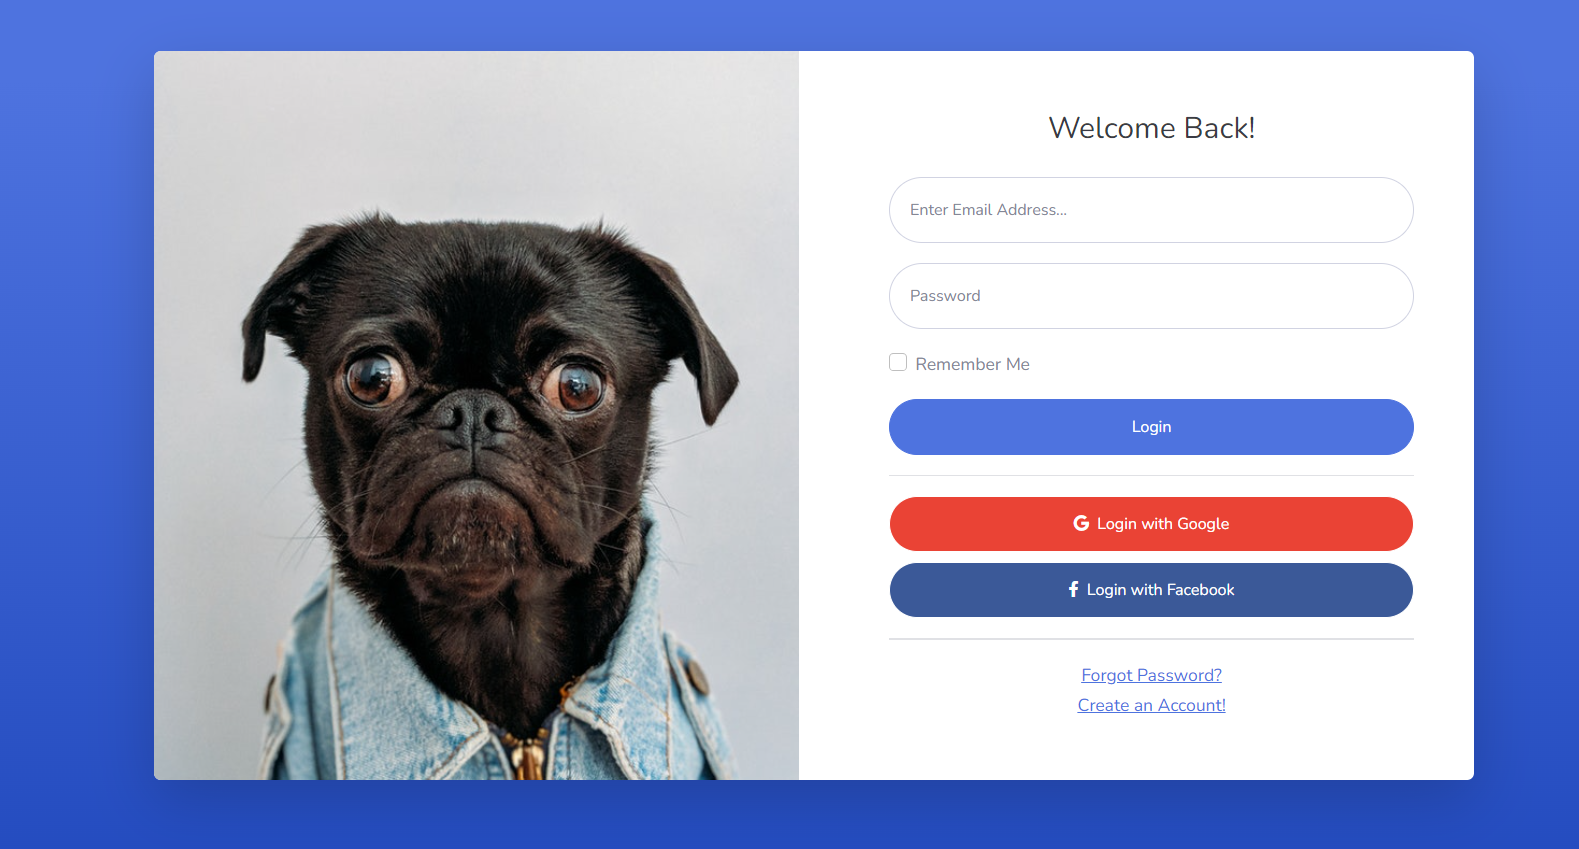 Welcome Back!
Enter Email Address...
Password
Remember Me
Login
Login with Google
Login with Facebook
Forgot Password?
Create an Account!